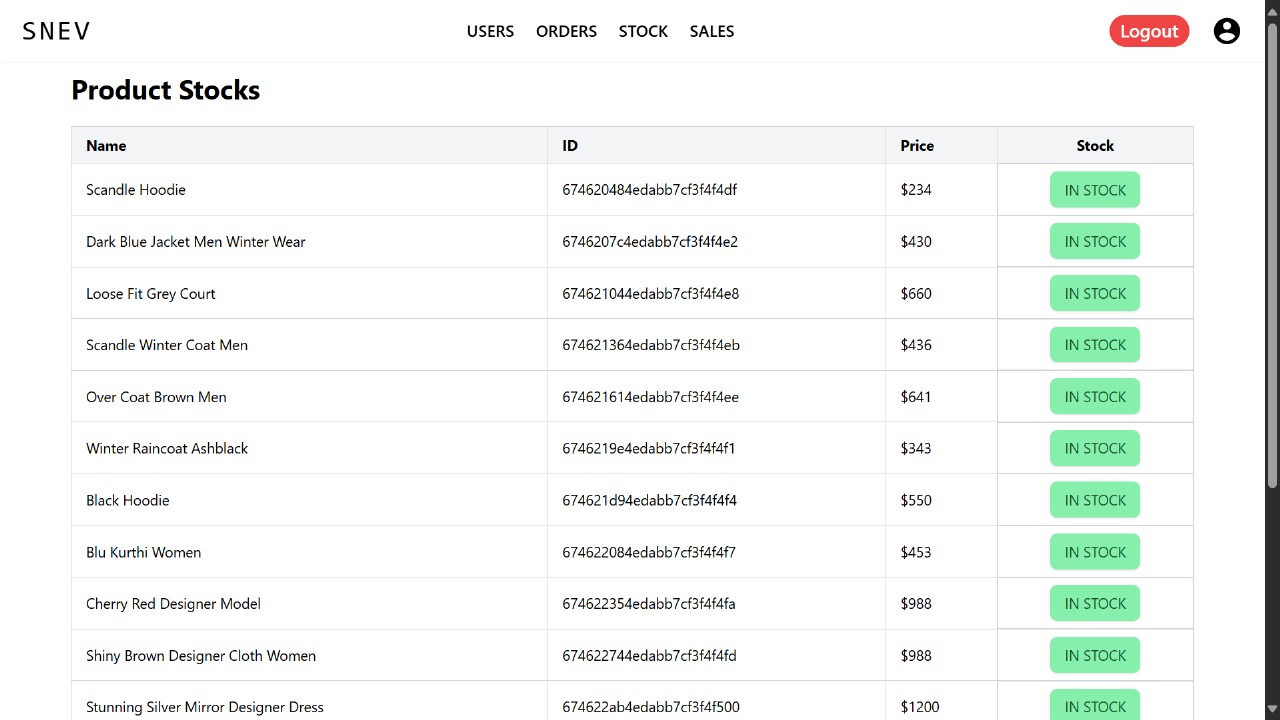 SNEV USERS ORDERS STOCK SALES Logout
Product Stocks
Name ID Price Stock
Scandle Hoodie 674620484edabb7cf3f4f4df $234 IN STOCK
Dark Blue Jacket Men Winter Wear 6746207c4edabb7cf3f4f4e2 $430 IN STOCK
Loose Fit Grey Court 674621044edabb7cf3f4f4e8 $660 IN STOCK
Scandle Winter Coat Men 674621364edabb7cf3f4f4eb $436 IN STOCK
Over Coat Brown Men 674621614edabb7cf3f4f4ee $641 IN STOCK
Winter Raincoat Ashblack 6746219e4edabb7cf3f4f4f1 $343 IN STOCK
Black Hoodie 674621d94edabb7cf3f4f4f4 $550 IN STOCK
Blu Kurthi Women 674622084edabb7cf3f4f4f7 $453 IN STOCK
Cherry Red Designer Model 674622354edabb7cf3f4f4fa $988 IN STOCK
Shiny Brown Designer Cloth Women 674622744edabb7cf3f4f4fd $988 IN STOCK
Stunning Silver Mirror Designer Dress 674622ab4edabb7cf3f4f500 $1200 IN STOCK